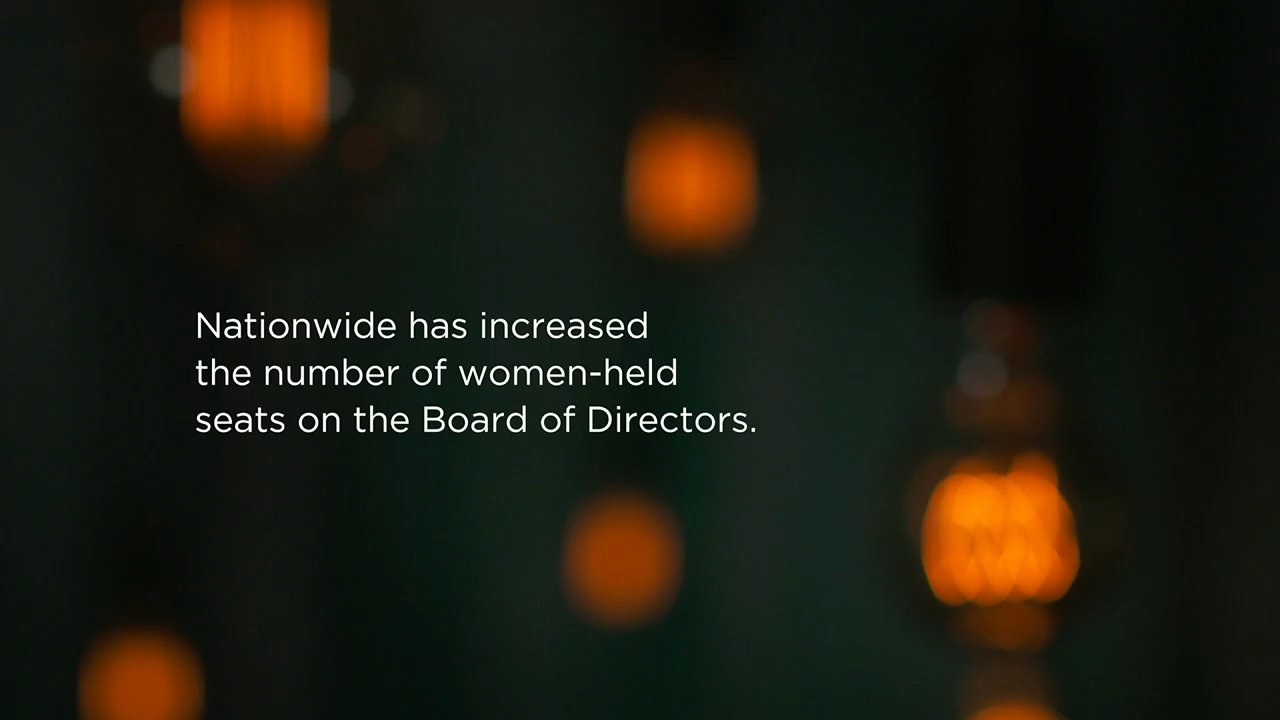 Nationwide has increased
the number of women-held
seats on the Board of Directors.